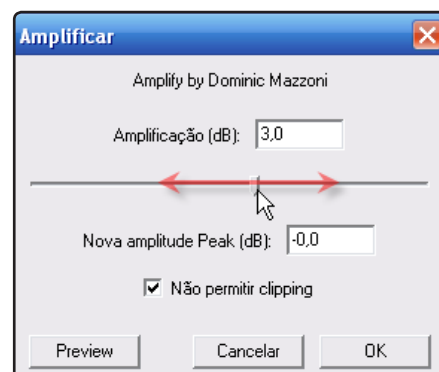 Amplificar
Amplify by Dominic Mazzoni
Amplificação (dB): 3,0
Nova amplitude Peak (dB): -0,0
Não permitir clipping
Preview Cancelar OK